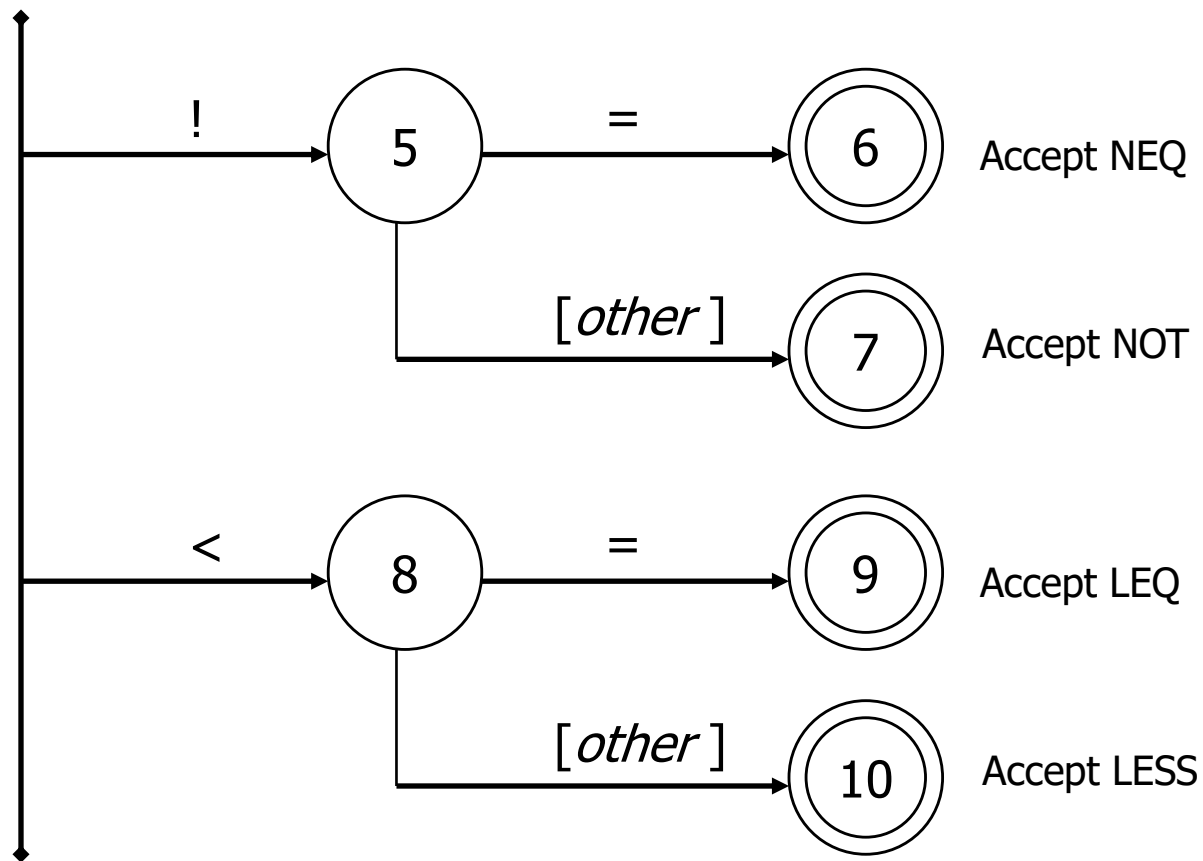 !
5
=
6
Accept NEQ
[other ]
7
Accept NOT
<
8
=
9
Accept LEQ
[other ]
10
Accept LESS